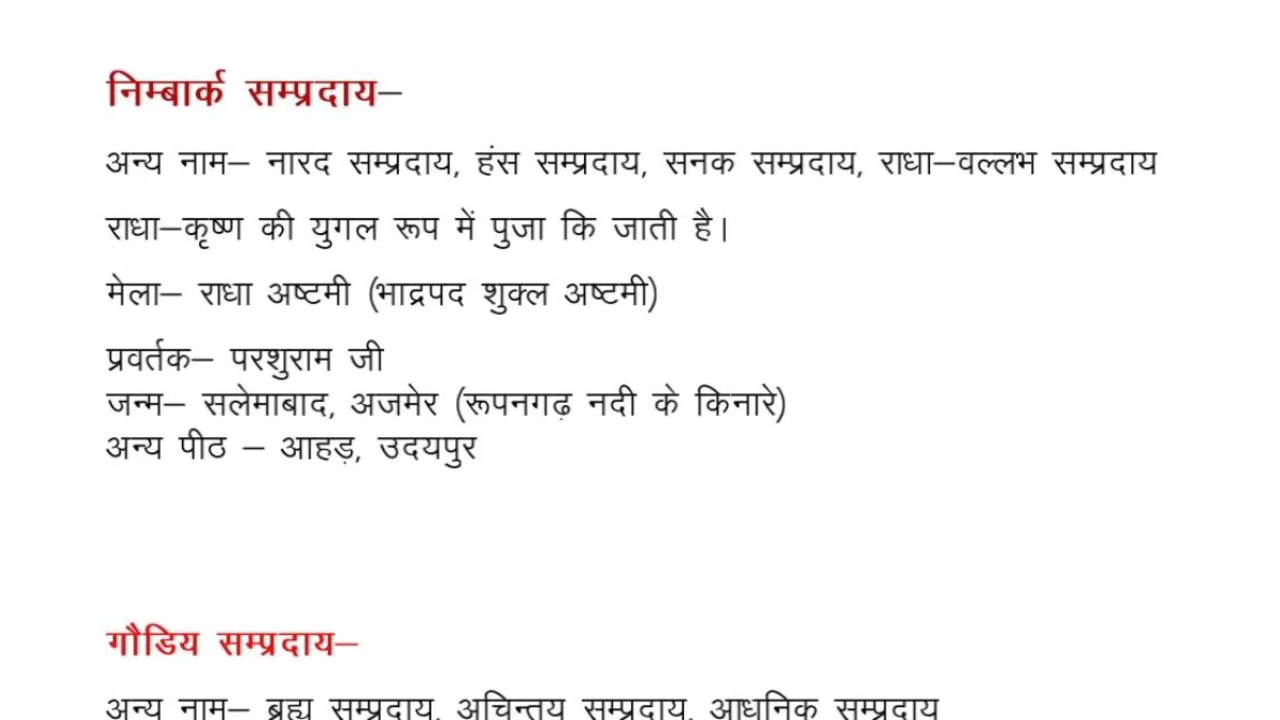 निम्बार्क सम्प्रदाय–
अन्य नाम– नारद सम्प्रदाय, हंस सम्प्रदाय, सनक सम्प्रदाय, राधा–वल्लभ सम्प्रदाय
राधा–कृष्ण की युगल रूप में पुजा कि जाती है।
मेला– राधा अष्टमी (भाद्रपद शुक्ल अष्टमी)
प्रवर्तक– परशुराम जी
जन्म– सलेमाबाद, अजमेर (रूपनगढ़ नदी के किनारे)
अन्य पीठ – आहड़, उदयपुर
गौडिय सम्प्रदाय–
अन्य नाम– ब्रह्म सम्प्रदाय, अचिन्तय सम्प्रदाय, आधुनिक सम्प्रदाय